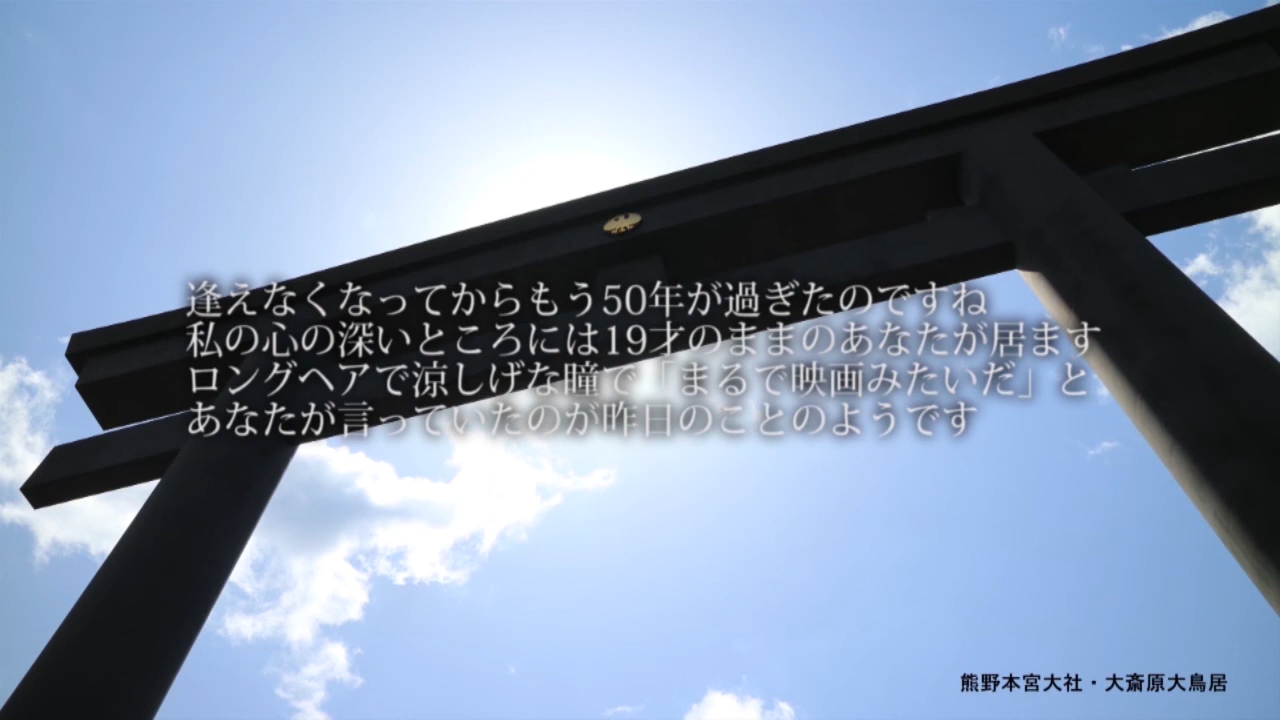 逢えなくなってからもう50年が過ぎたのですね
私の心の深いところには19才のままのあなたが居ます
ロングヘアで涼しげな瞳で「まるで映画みたいだ」と
あなたが言っていたのが昨日のことのようです
熊野本宮大社・大斎原大鳥居